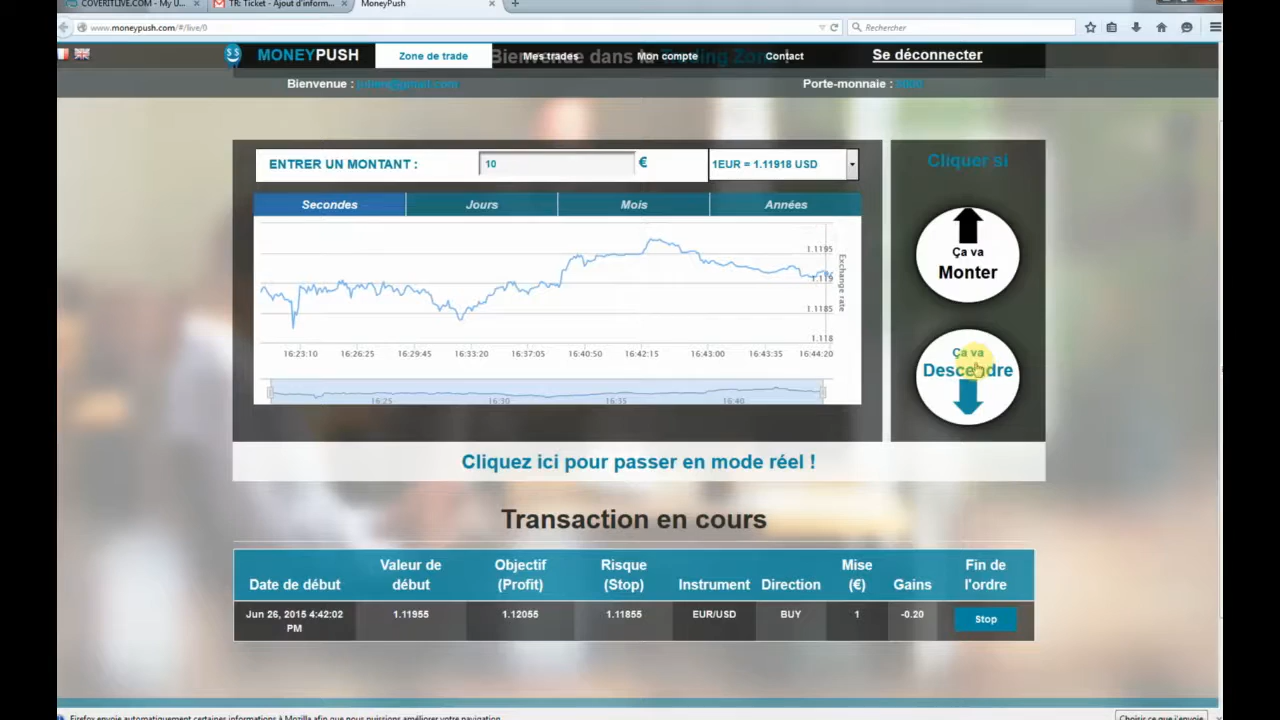 COVERITLIVE.COM - My U...
TR: Ticket - Ajout d'inform...
MoneyPush
www.moneypush.com/#/live/0
Rechercher
MONEYPUSH
Zone de trade
Mes trades
Mon compte
Contact
Se déconnecter
Bienvenue dans la Trading Zone !
Bienvenue :
Porte-monnaie :
ENTRER UN MONTANT :
10
€
1EUR = 1.11918 USD
Secondes
Jours
Mois
Années
1.1195
1.119
1.1185
1.118
Exchange rate
16:23:10
16:26:25
16:29:45
16:33:20
16:37:05
16:40:50
16:42:15
16:43:00
16:43:35
16:44:20
16:25
16:30
16:35
16:40
Cliquer si
Ça va
Monter
Ça va
Descendre
Cliquez ici pour passer en mode réel !
Transaction en cours
Date de début
Valeur de
début
Objectif
(Profit)
Risque
(Stop)
Instrument
Direction
Mise
(€)
Gains
Fin de
l'ordre
Jun 26, 2015 4:42:02
PM
1.11955
1.12055
1.11855
EUR/USD
BUY
1
-0.20
Stop
Firefox envoie automatiquement certaines informations à Mozilla afin que nous puissions améliorer votre navigation.
Choisir ce que j'envoie